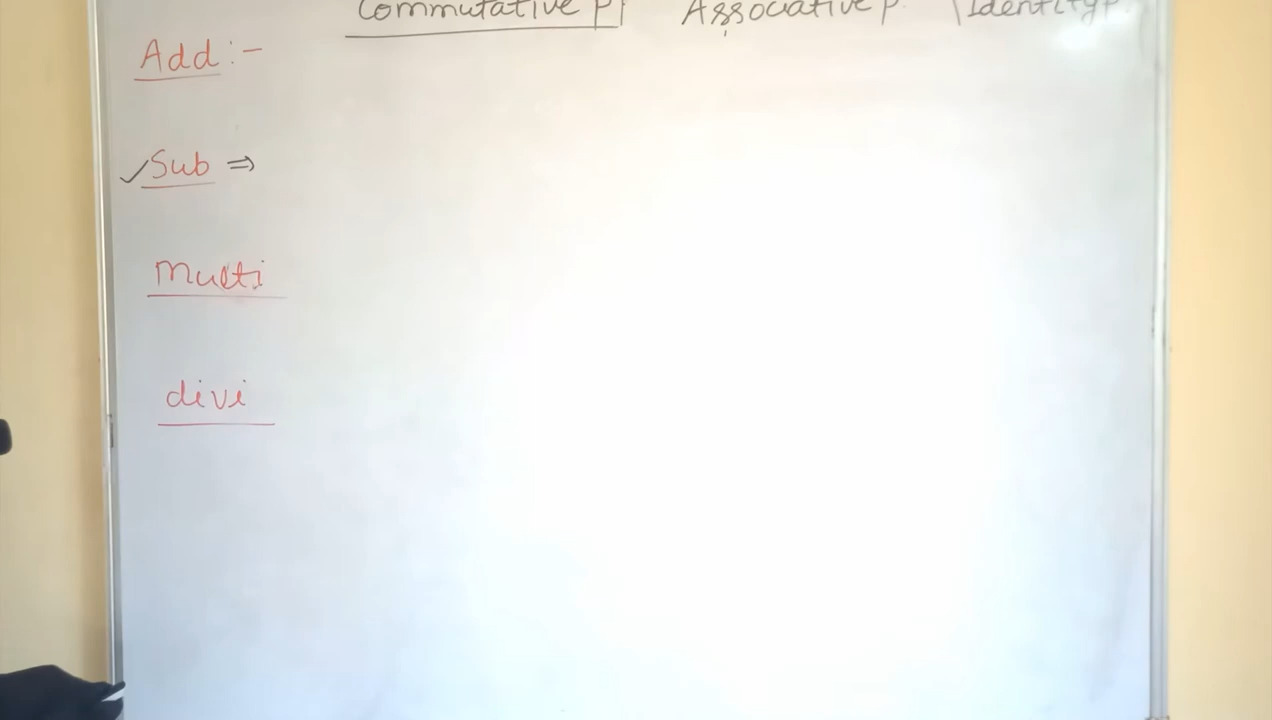 Commutative P| Associative p. |Identity p.
Add :-
✓Sub ⇒
Multi
divi